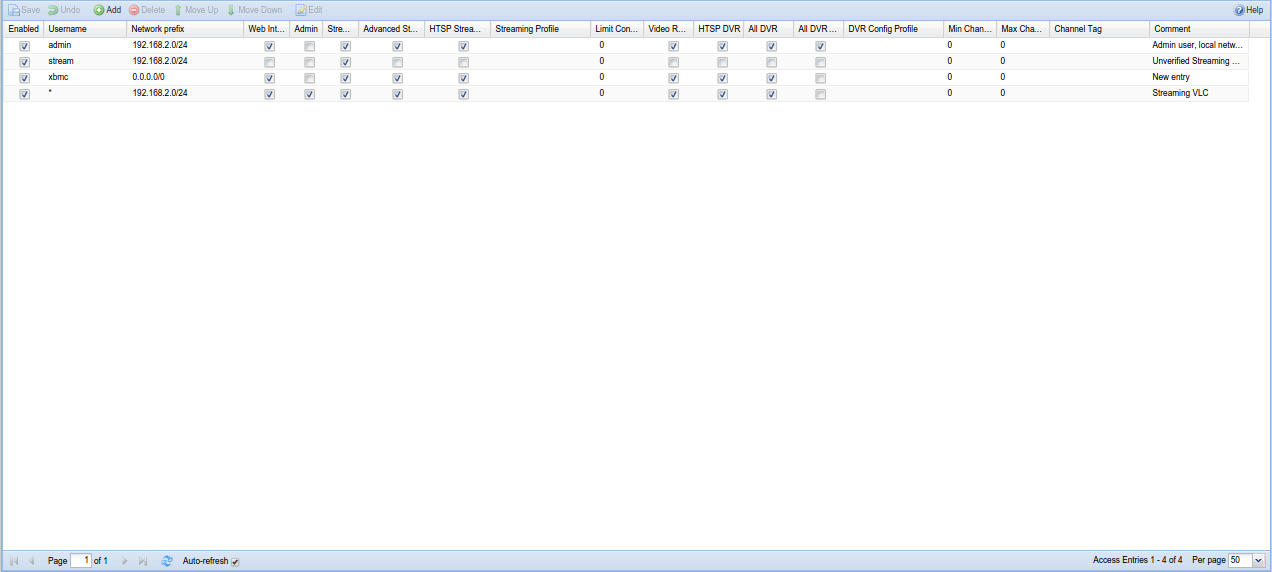 Save Undo Add Delete Move Up Move Down Edit Help
Enabled Username Network prefix Web Int... Admin Stre... Advanced St... HTSP Strea... Streaming Profile Limit Con... Video R... HTSP DVR All DVR All DVR ... DVR Config Profile Min Chan... Max Cha... Channel Tag Comment
admin 192.168.2.0/24 0 0 0 Admin user, local netw...
stream 192.168.2.0/24 0 0 0 Unverified Streaming ...
xbmc 0.0.0.0/0 0 0 0 New entry
* 192.168.2.0/24 0 0 0 Streaming VLC
Page 1 of 1 Auto-refresh Access Entries 1 - 4 of 4 Per page 50